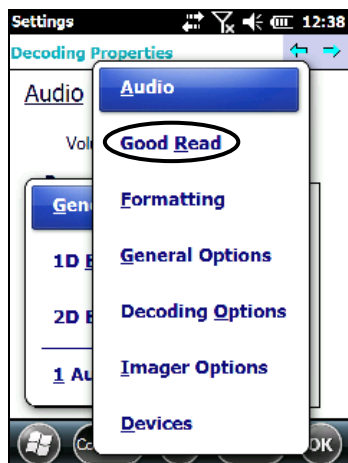 Settings 12:38
Decoding Properties
Audio
Audio
Good Read
Formatting
General Options
1D
Decoding Options
2D
Imager Options
1 Au
Devices
OK